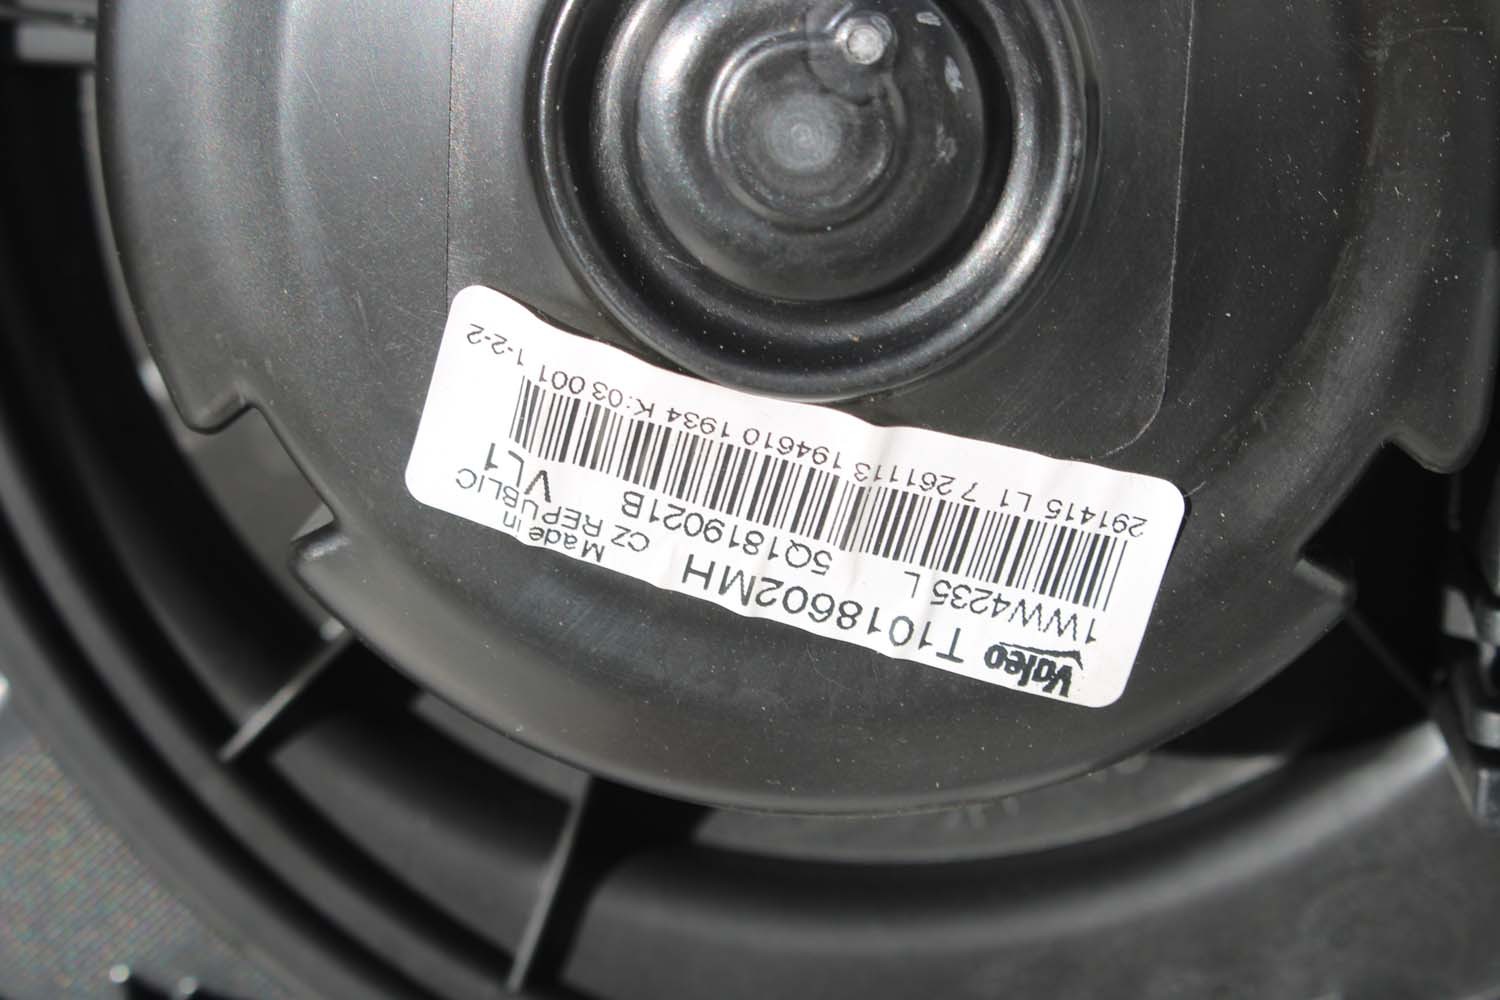 Valeo T1018602MH Made in
CZ REPUBLIC
1WW4235 L 5Q1819021B VL1
291415 L1 7 261113 194610 1934 K:03 001 1-2-2